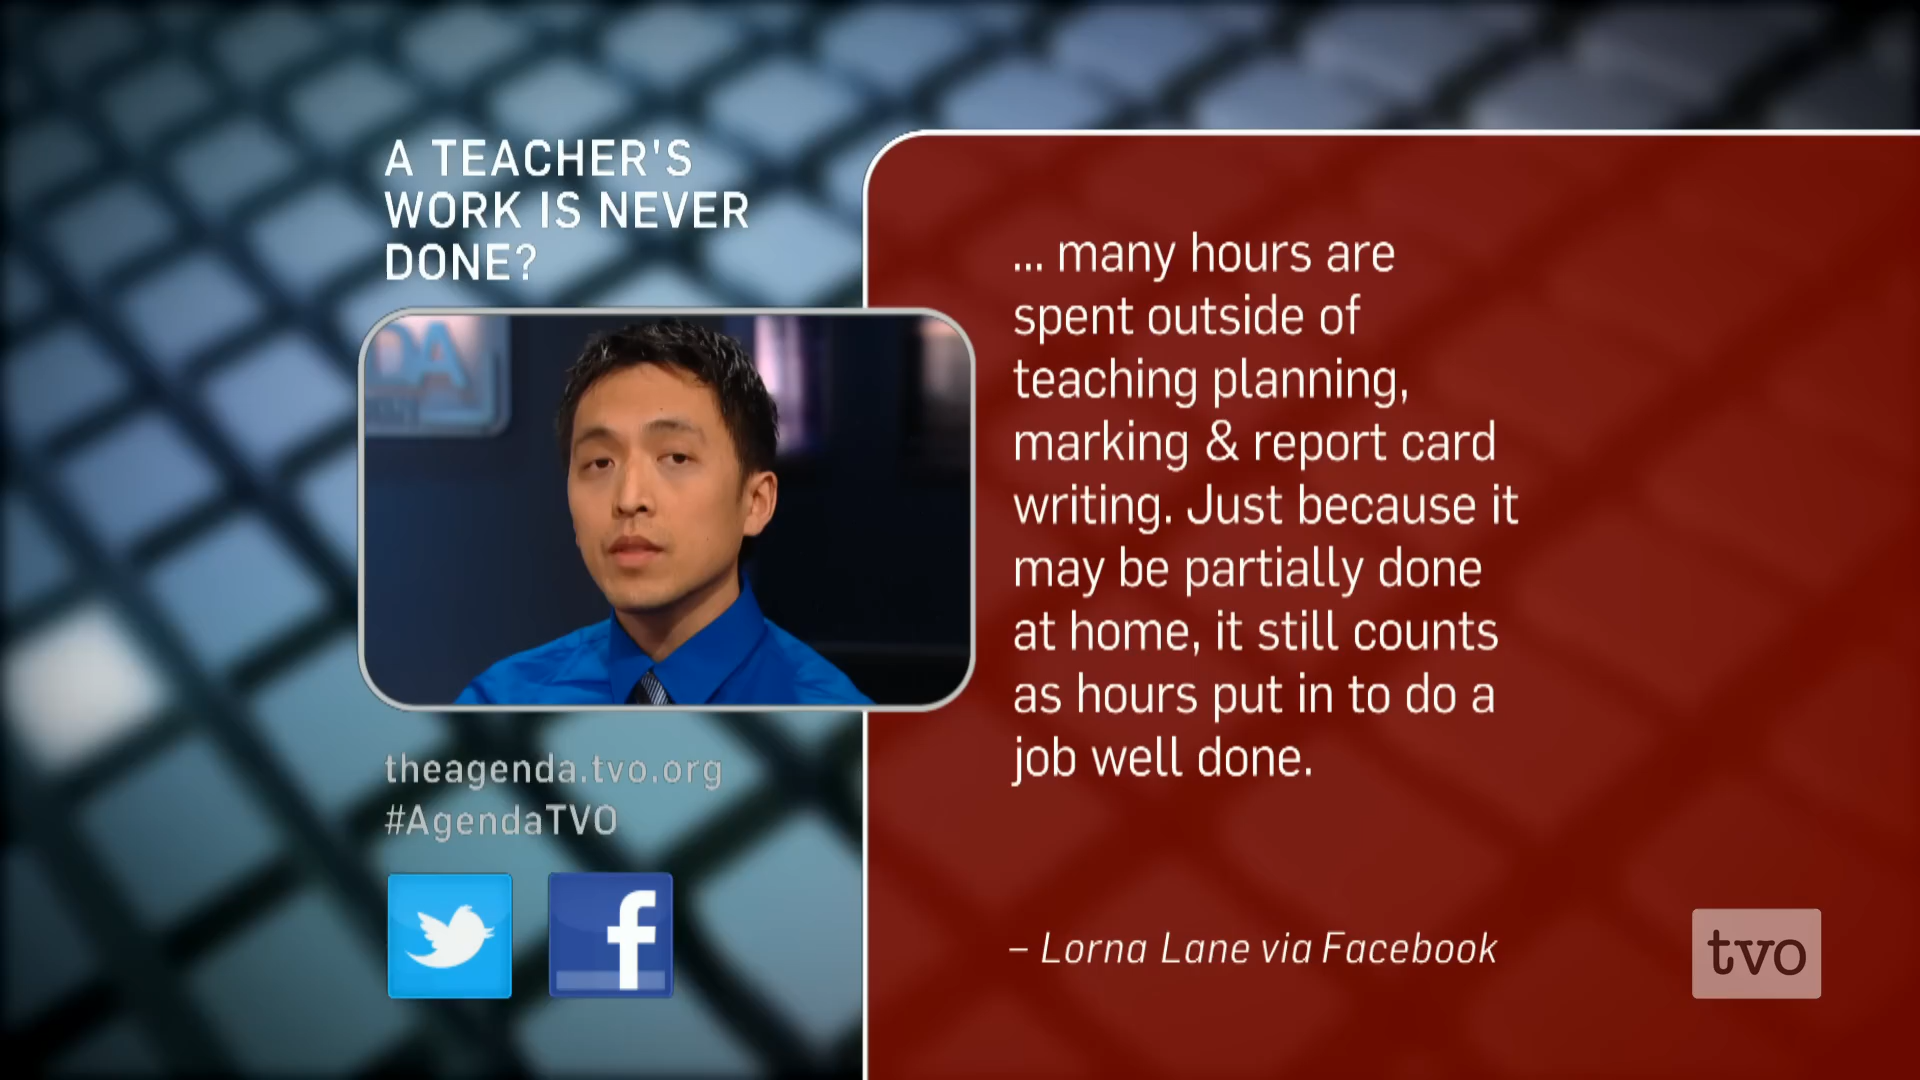 A TEACHER'S
WORK IS NEVER
DONE?
DA
theagenda.tvo.org
#AgendaTVO
f
... many hours are
spent outside of
teaching planning,
marking & report card
writing. Just because it
may be partially done
at home, it still counts
as hours put in to do a
job well done.
– Lorna Lane via Facebook
tvo